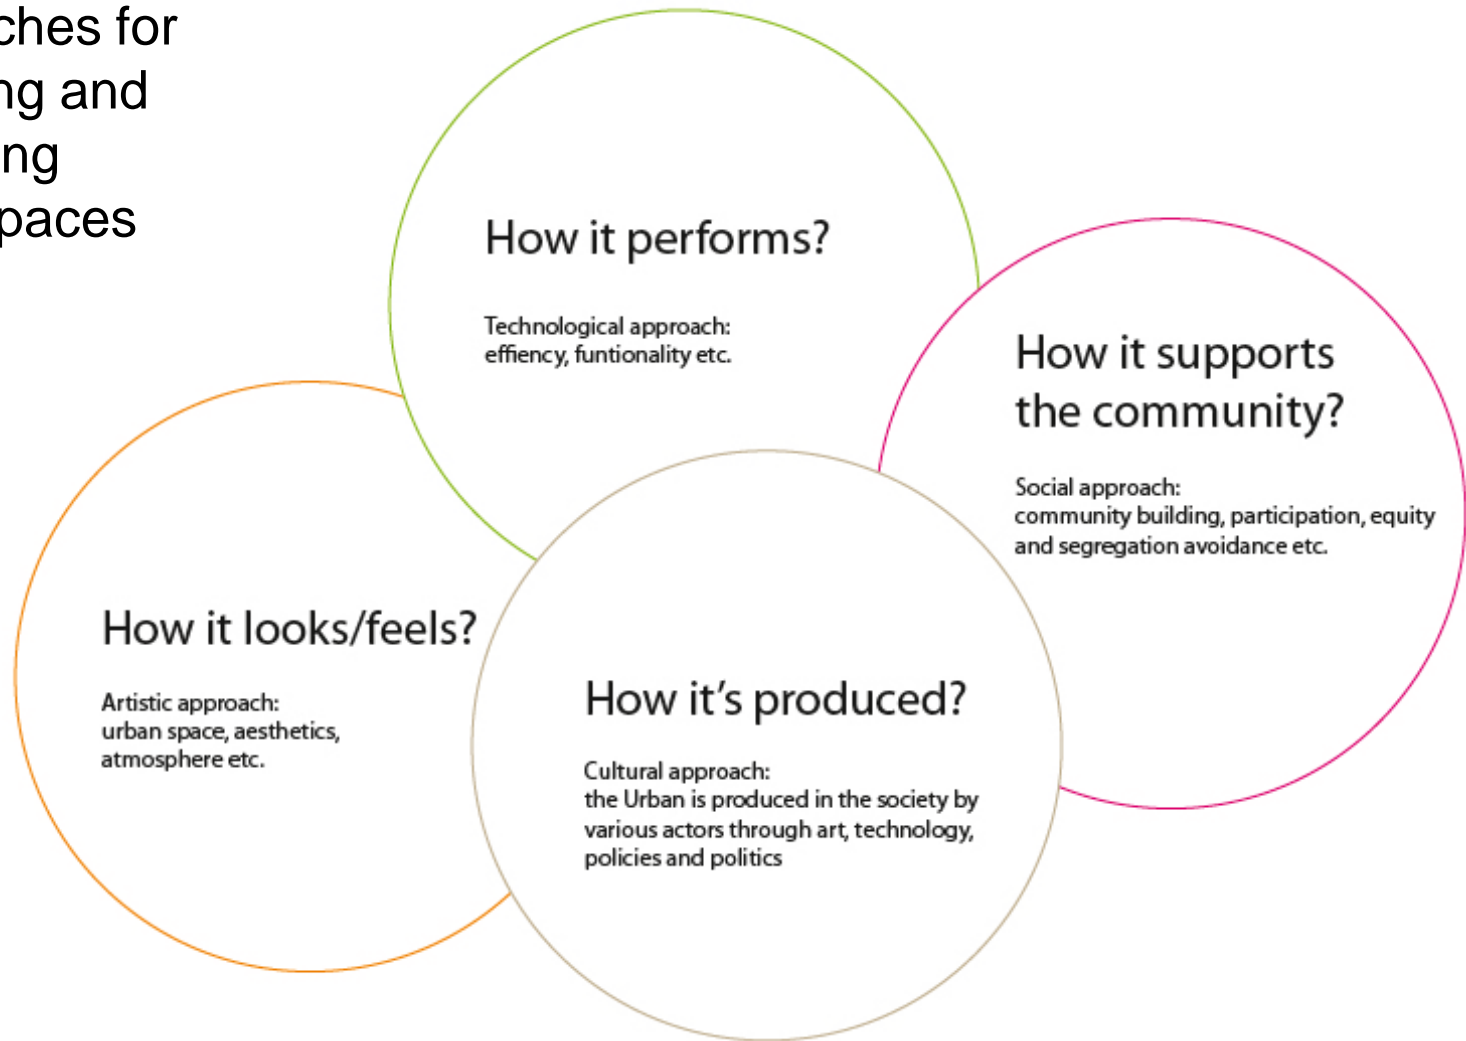 ches for
ng and
ng
paces
How it performs?
Technological approach:
effiency, funtionality etc.
How it supports
the community?
Social approach:
community building, participation, equity
and segregation avoidance etc.
How it looks/feels?
Artistic approach:
urban space, aesthetics,
atmosphere etc.
How it's produced?
Cultural approach:
the Urban is produced in the society by
various actors through art, technology,
policies and politics